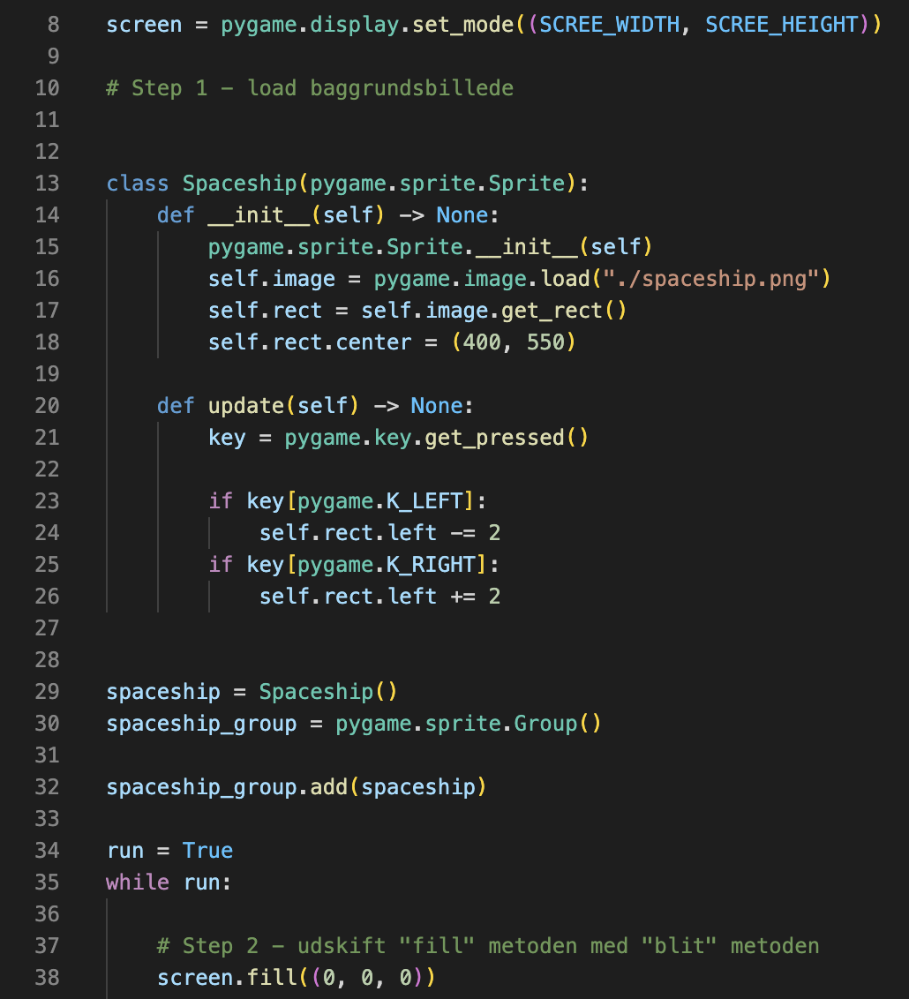 8 screen = pygame.display.set_mode((SCREE_WIDTH, SCREE_HEIGHT))
9
10 # Step 1 - load baggrundsbillede
11
12
13 class Spaceship(pygame.sprite.Sprite):
14     def __init__(self) -> None:
15         pygame.sprite.Sprite.__init__(self)
16         self.image = pygame.image.load("./spaceship.png")
17         self.rect = self.image.get_rect()
18         self.rect.center = (400, 550)
19
20     def update(self) -> None:
21         key = pygame.key.get_pressed()
22
23         if key[pygame.K_LEFT]:
24             self.rect.left -= 2
25         if key[pygame.K_RIGHT]:
26             self.rect.left += 2
27
28
29 spaceship = Spaceship()
30 spaceship_group = pygame.sprite.Group()
31
32 spaceship_group.add(spaceship)
33
34 run = True
35 while run:
36
37     # Step 2 - udskift "fill" metoden med "blit" metoden
38     screen.fill((0, 0, 0))